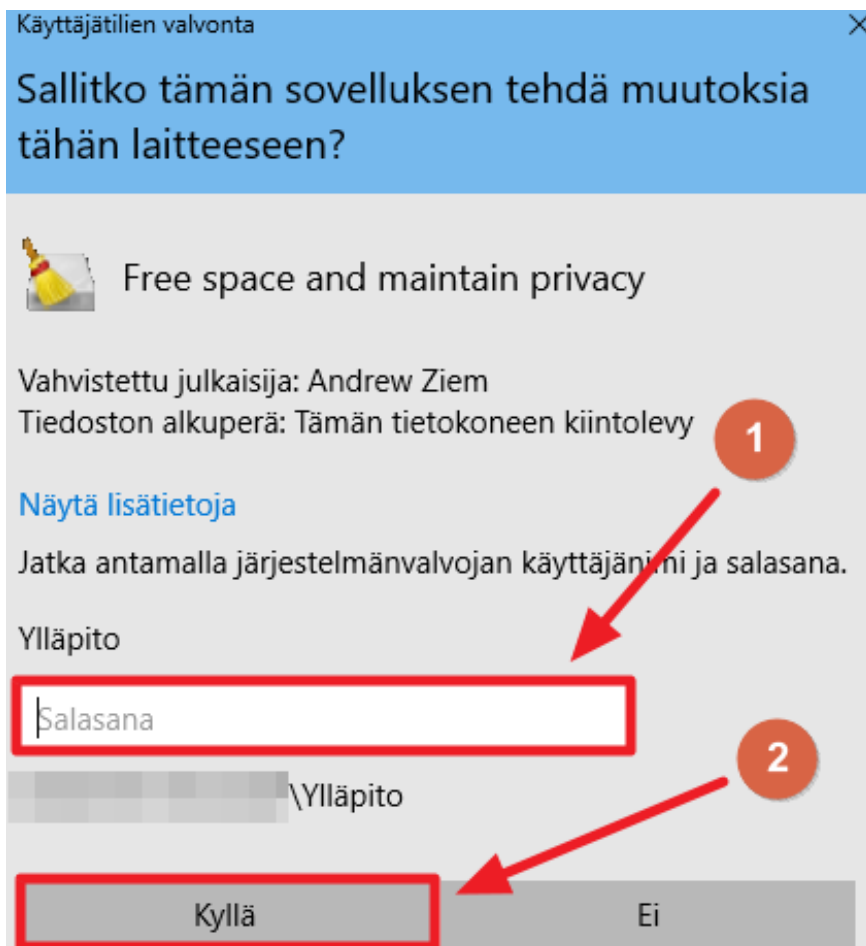 Käyttäjätilien valvonta
Sallitko tämän sovelluksen tehdä muutoksia
tähän laitteeseen?
Free space and maintain privacy
Vahvistettu julkaisija: Andrew Ziem
Tiedoston alkuperä: Tämän tietokoneen kiintolevy
1
Näytä lisätietoja
Jatka antamalla järjestelmänvalvojan käyttäjänimi ja salasana.
Ylläpito
Salasana
2
\Ylläpito
Kyllä
Ei